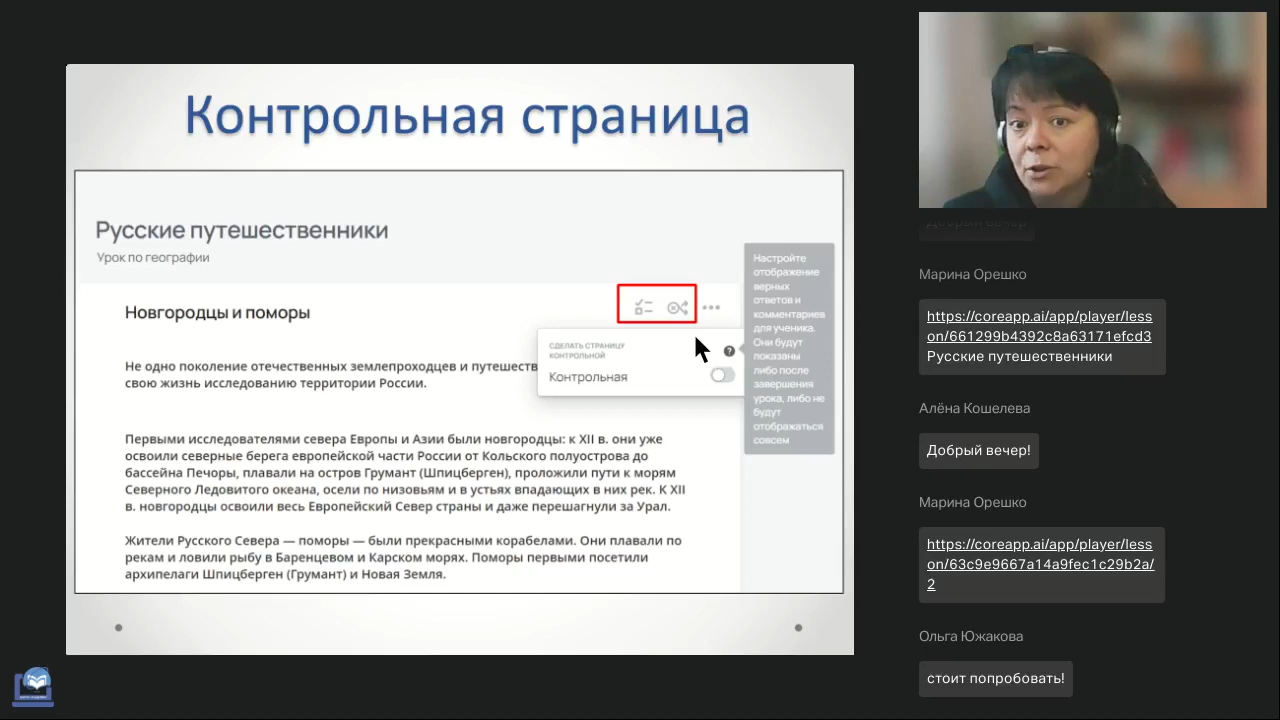 Контрольная страница
Русские путешественники
Урок по географии
Новгородцы и поморы
СДЕЛАТЬ СТРАНИЦУ
КОНТРОЛЬНОЙ
Контрольная
Настройте
отображение
верных
ответов и
комментариев
для ученика.
Они будут
показаны
либо после
завершения
урока, либо не
будут
отображаться
совсем
Не одно поколение отечественных землепроходцев и путешеств
свою жизнь исследованию территории России.
Первыми исследователями севера Европы и Азии были новгородцы: к XII в. они уже
освоили северные берега европейской части России от Кольского полуострова до
бассейна Печоры, плавали на остров Грумант (Шпицберген), проложили пути к морям
Северного Ледовитого океана, осели по низовьям и в устьях впадающих в них рек. К XII
в. новгородцы освоили весь Европейский Север страны и даже перешагнули за Урал.
Жители Русского Севера — поморы — были прекрасными корабелами. Они плавали по
рекам и ловили рыбу в Баренцевом и Карском морях. Поморы первыми посетили
архипелаги Шпицберген (Грумант) и Новая Земля.
Добрый вечер
Марина Орешко
https://coreapp.ai/app/player/less
on/661299b4392c8a63171efcd3
Русские путешественники
Алёна Кошелева
Добрый вечер!
Марина Орешко
https://coreapp.ai/app/player/less
on/63c9e9667a14a9fec1c29b2a/
2
Ольга Южакова
стоит попробовать!